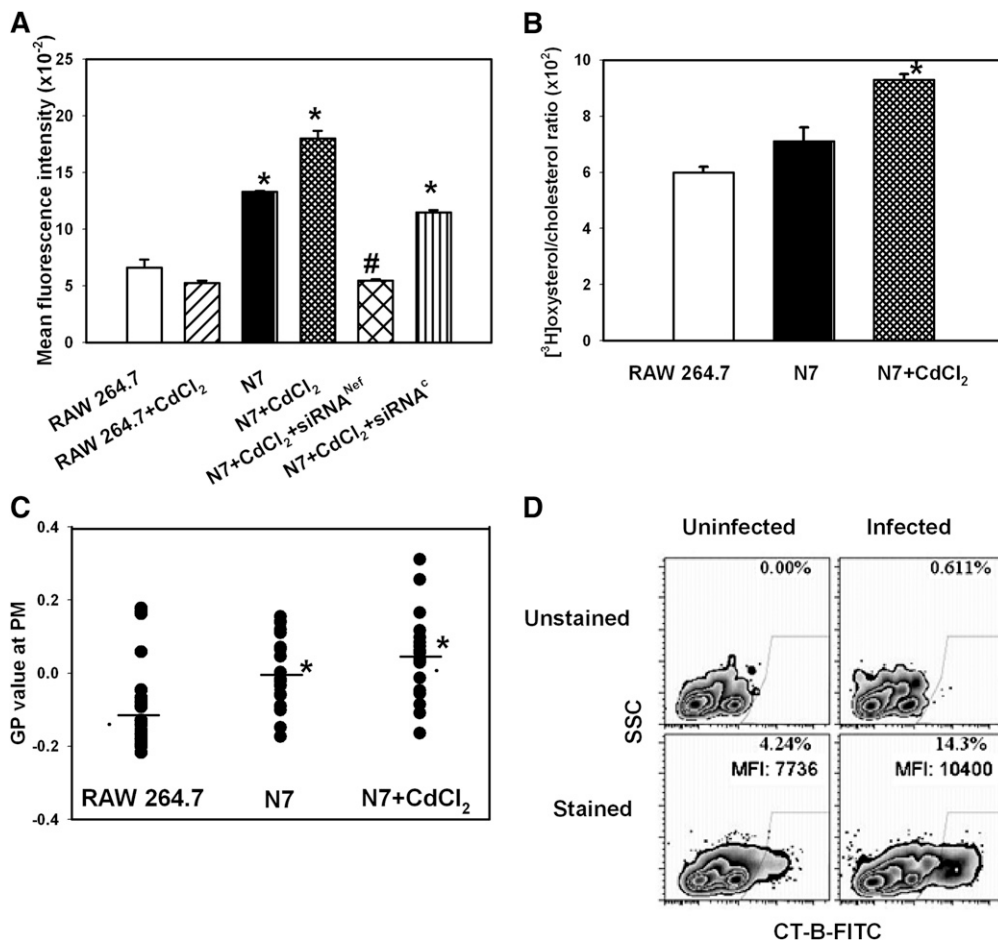 A
Mean fluorescence intensity (x10⁻²)
25
20
15
10
5
0
* * # *
RAW 264.7
RAW 264.7+CdCl₂
N7
N7+CdCl₂
N7+CdCl₂+siRNA^Nef
N7+CdCl₂+siRNA^c
B
[³H]oxysterol/cholesterol ratio (x10²)
10
8
6
4
2
0
*
RAW 264.7 N7 N7+CdCl₂
C
GP value at PM
0.4
0.2
0.0
-0.2
-0.4
* *
RAW 264.7 N7 N7+CdCl₂
D
Uninfected Infected
Unstained
0.00% 0.611%
SSC
Stained
4.24% 14.3%
MFI: 7736 MFI: 10400
CT-B-FITC